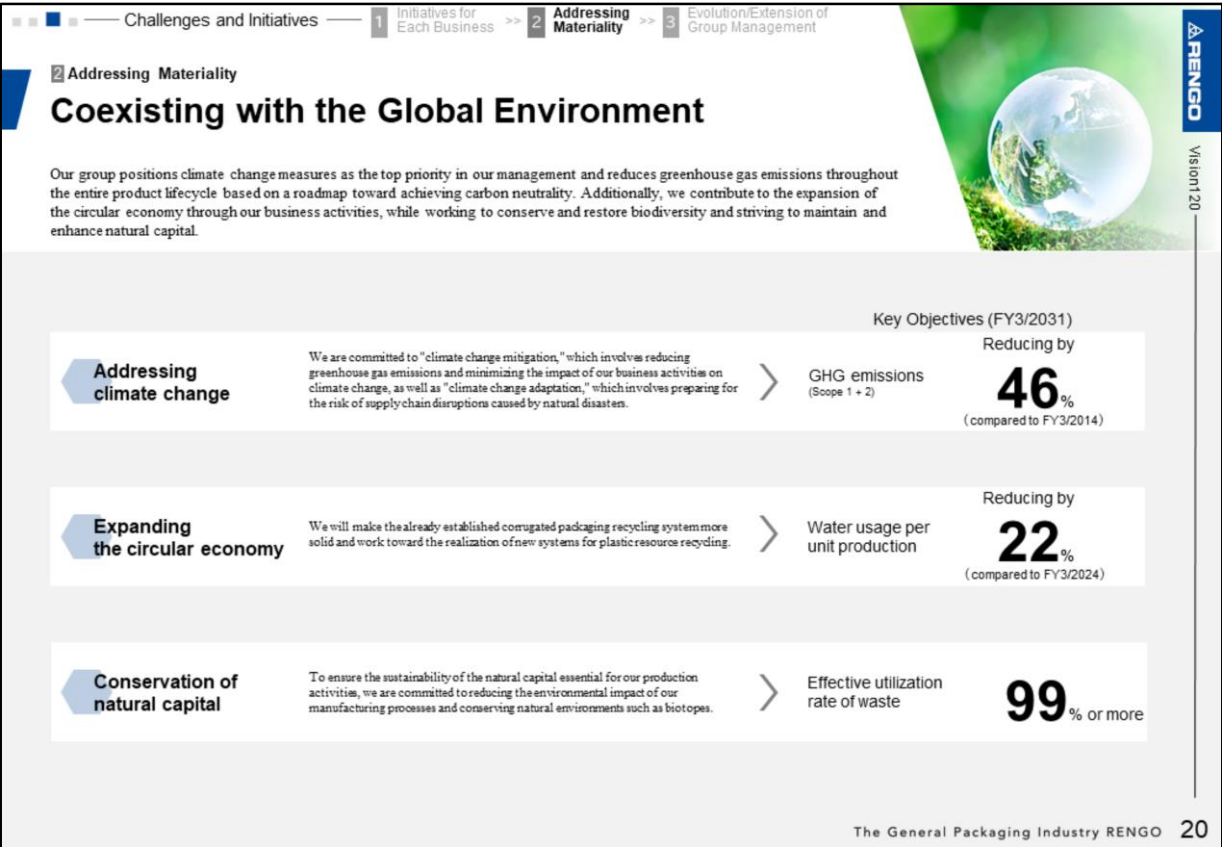 Challenges and Initiatives
1 Initiatives for
Each Business
>>
2 Addressing
Materiality
>>
3 Evolution/Extension of
Group Management
RENGO
Vision120
2 Addressing Materiality
Coexisting with the Global Environment
Our group positions climate change measures as the top priority in our management and reduces greenhouse gas emissions throughout
the entire product lifecycle based on a roadmap toward achieving carbon neutrality. Additionally, we contribute to the expansion of
the circular economy through our business activities, while working to conserve and restore biodiversity and striving to maintain and
enhance natural capital.
Key Objectives (FY3/2031)
Addressing
climate change
We are committed to "climate change mitigation," which involves reducing
greenhouse gas emissions and minimizing the impact of our business activities on
climate change, as well as "climate change adaptation," which involves preparing for
the risk of supply chain disruptions caused by natural disasters.
GHG emissions
(Scope 1 + 2)
Reducing by
46%
(compared to FY3/2014)
Expanding
the circular economy
We will make the already established corrugated packaging recycling system more
solid and work toward the realization of new systems for plastic resource recycling.
Water usage per
unit production
Reducing by
22%
(compared to FY3/2024)
Conservation of
natural capital
To ensure the sustainability of the natural capital essential for our production
activities, we are committed to reducing the environmental impact of our
manufacturing processes and conserving natural environments such as biotopes.
Effective utilization
rate of waste
99% or more
The General Packaging Industry RENGO 20